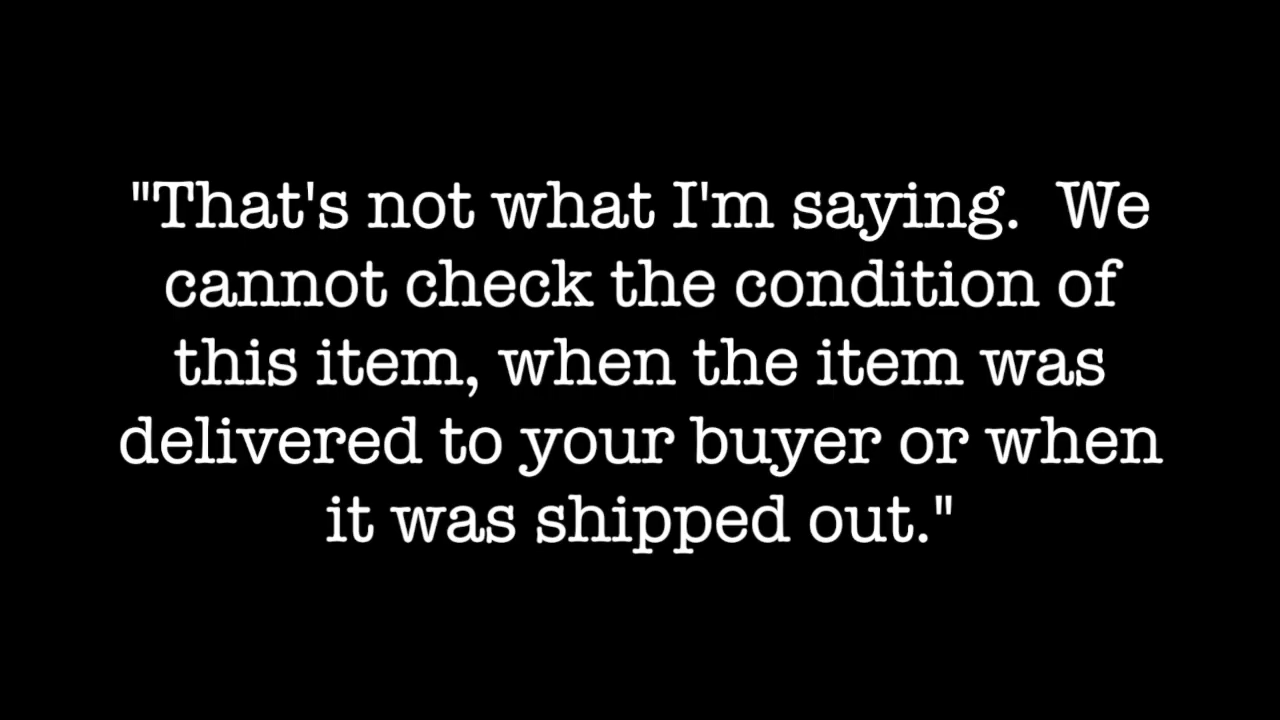 "That's not what I'm saying.  We
cannot check the condition of
this item, when the item was
delivered to your buyer or when
it was shipped out."